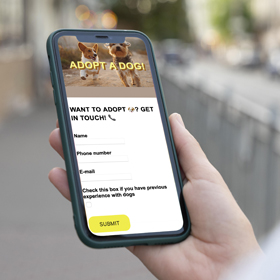 ADOPT A DOG!
WANT TO ADOPT 🐶? GET
IN TOUCH! 📞
Name
Phone number
E-mail
Check this box if you have previous
experience with dogs
SUBMIT